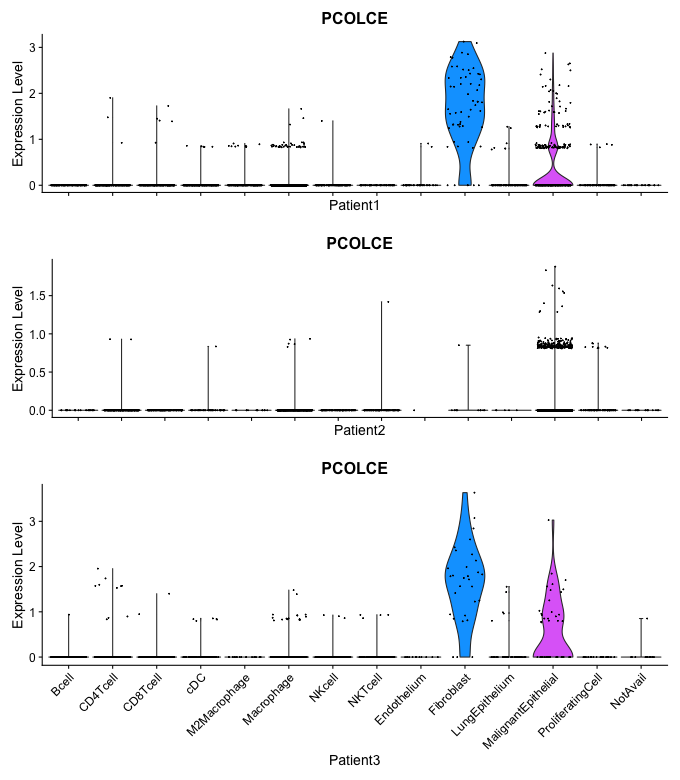 PCOLCE
Expression Level
3
2
1
0
Patient1
PCOLCE
Expression Level
1.5
1.0
0.5
0.0
Patient2
PCOLCE
Expression Level
3
2
1
0
Bcell
CD4Tcell
CD8Tcell
cDC
M2Macrophage
Macrophage
NKcell
NKTcell
Endothelium
Fibroblast
LungEpithelium
MalignantEpithelial
ProliferatingCell
NotAvail
Patient3